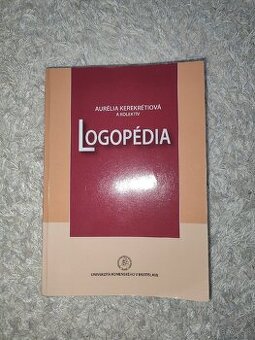 AURÉLIA KEREKRÉTIOVÁ
A KOLEKTÍV
LOGOPÉDIA
UNIVERZITA KOMENSKÉHO V BRATISLAVE